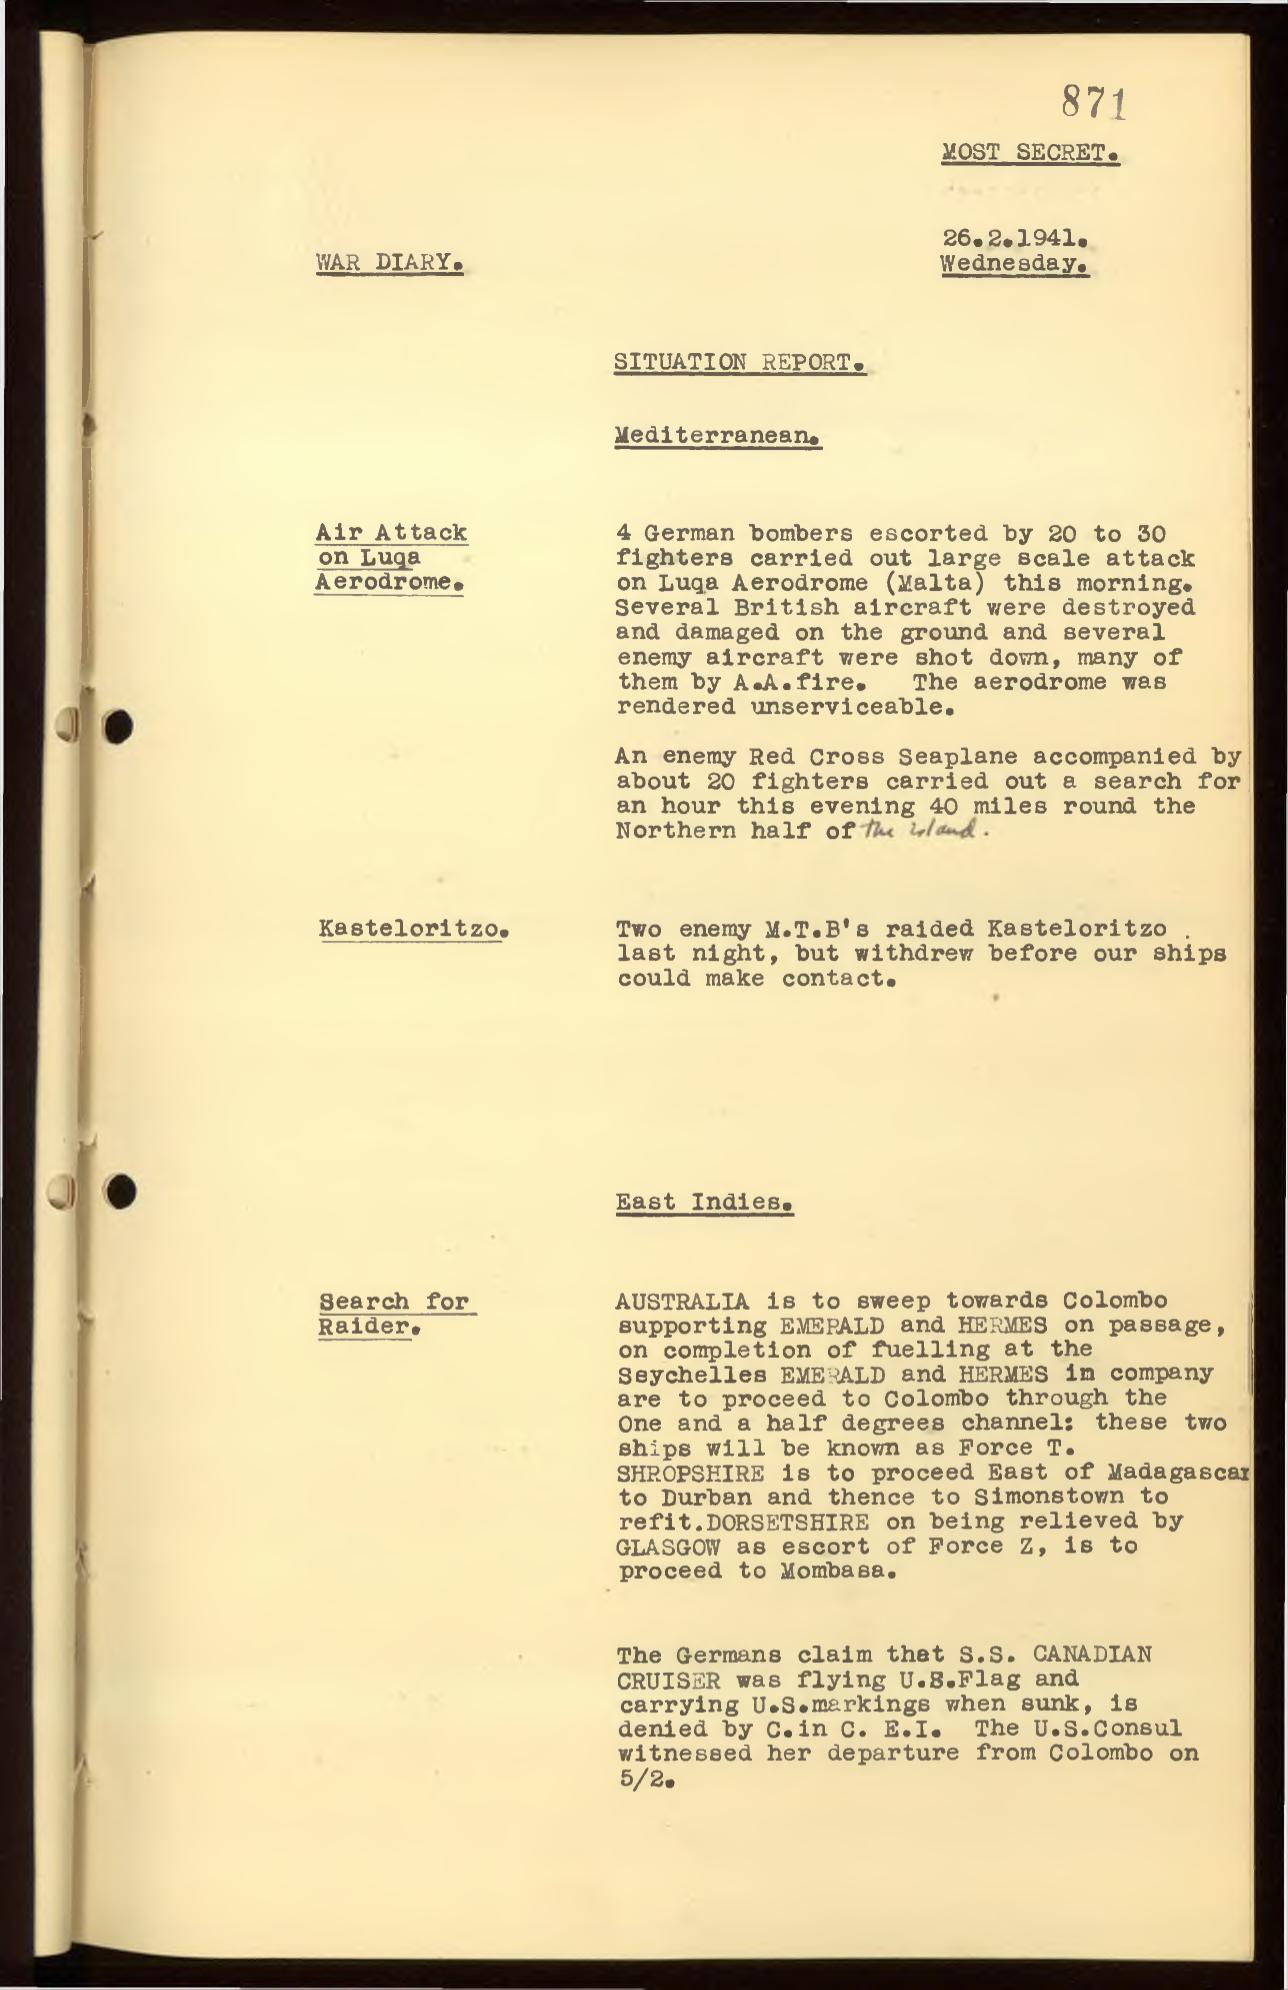 871
MOST SECRET.
26.2.1941.
Wednesday.
WAR DIARY.
SITUATION REPORT.
Mediterranean.
Air Attack
on Luqa
Aerodrome.
4 German bombers escorted by 20 to 30
fighters carried out large scale attack
on Luqa Aerodrome (Malta) this morning.
Several British aircraft were destroyed
and damaged on the ground and several
enemy aircraft were shot down, many of
them by A.A.fire. The aerodrome was
rendered unserviceable.
An enemy Red Cross Seaplane accompanied by
about 20 fighters carried out a search for
an hour this evening 40 miles round the
Northern half of the island.
Kasteloritzo.
Two enemy M.T.B's raided Kasteloritzo
last night, but withdrew before our ships
could make contact.
East Indies.
Search for
Raider.
AUSTRALIA is to sweep towards Colombo
supporting EMERALD and HERMES on passage,
on completion of fuelling at the
Seychelles EMERALD and HERMES in company
are to proceed to Colombo through the
One and a half degrees channel: these two
ships will be known as Force T.
SHROPSHIRE is to proceed East of Madagascar
to Durban and thence to Simonstown to
refit.DORSETSHIRE on being relieved by
GLASGOW as escort of Force Z, is to
proceed to Mombasa.
The Germans claim that S.S. CANADIAN
CRUISER was flying U.S.Flag and
carrying U.S.markings when sunk, is
denied by C.in C. E.I. The U.S.Consul
witnessed her departure from Colombo on
5/2.